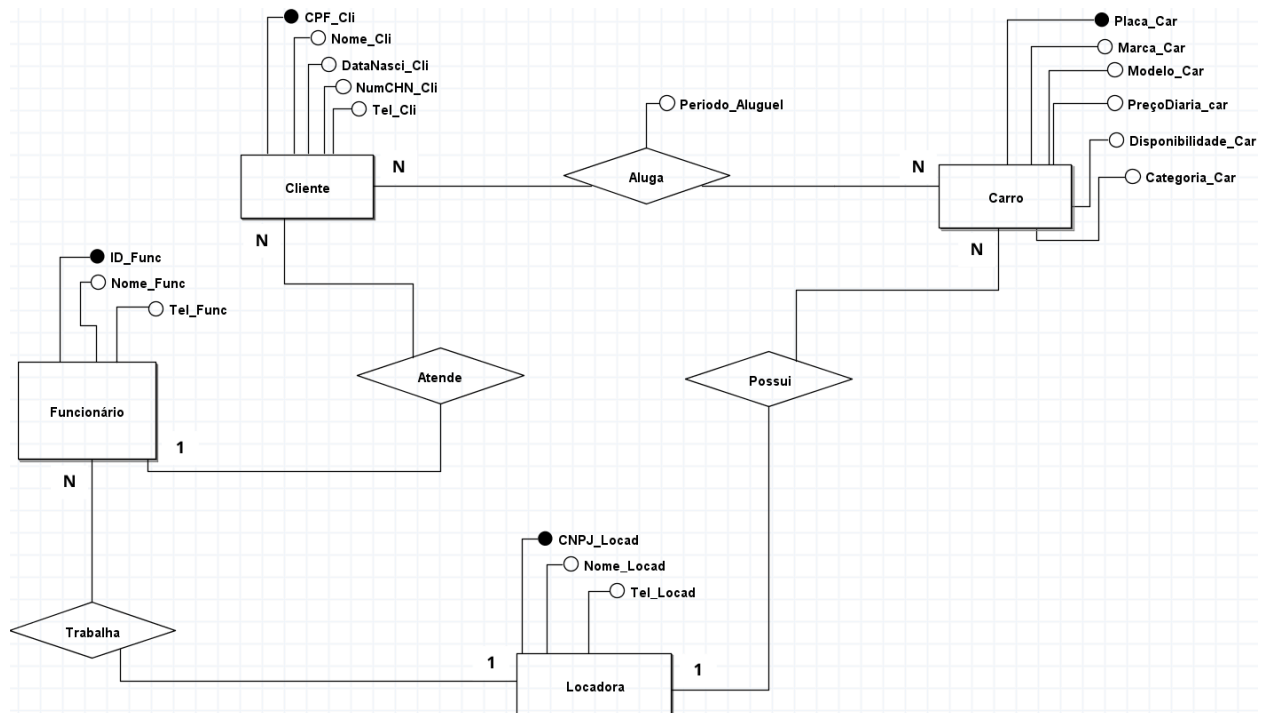 CPF_Cli
Nome_Cli
DataNasci_Cli
NumCHN_Cli
Tel_Cli
Cliente
N
N
Periodo_Aluguel
Aluga
N
Placa_Car
Marca_Car
Modelo_Car
PreçoDiaria_car
Disponibilidade_Car
Categoria_Car
Carro
N
ID_Func
Nome_Func
Tel_Func
Funcionário
1
N
Atende
Possui
Trabalha
CNPJ_Locad
Nome_Locad
Tel_Locad
1
Locadora
1